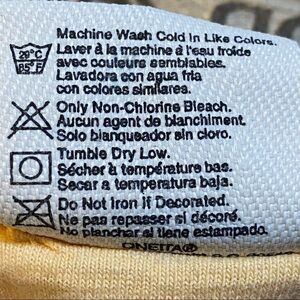 Machine Wash Cold In Like Colors.
Laver à la machine à l'eau froide
avec couleurs semblables.
Lavadora con agua fria
con colores similares.
Only Non-Chlorine Bleach.
Aucun agent de blanchiment.
Solo blanqueador sin cloro.
Tumble Dry Low.
Sécher à température bas.
Secar a temperatura baja.
Do Not Iron if Decorated.
Ne pas repasser si décoré.
No planchar si tiene estampado.
ONEITA®